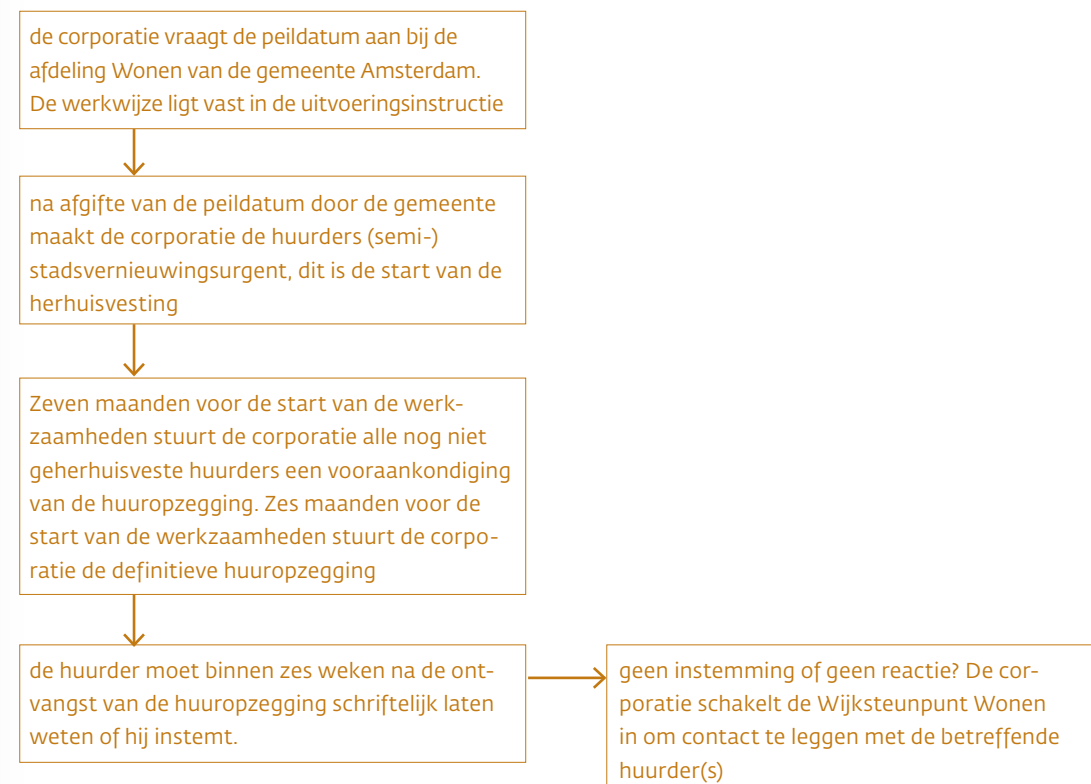 de corporatie vraagt de peildatum aan bij de
afdeling Wonen van de gemeente Amsterdam.
De werkwijze ligt vast in de uitvoeringsinstructie
na afgifte van de peildatum door de gemeente
maakt de corporatie de huurders (semi-)
stadsvernieuwingsurgent, dit is de start van de
herhuisvesting
Zeven maanden voor de start van de werk-
zaamheden stuurt de corporatie alle nog niet
geherhuisveste huurders een vooraankondiging
van de huuropzegging. Zes maanden voor de
start van de werkzaamheden stuurt de corpo-
ratie de definitieve huuropzegging
de huurder moet binnen zes weken na de ont-
vangst van de huuropzegging schriftelijk laten
weten of hij instemt.
geen instemming of geen reactie? De cor-
poratie schakelt de Wijksteunpunt Wonen
in om contact te leggen met de betreffende
huurder(s)